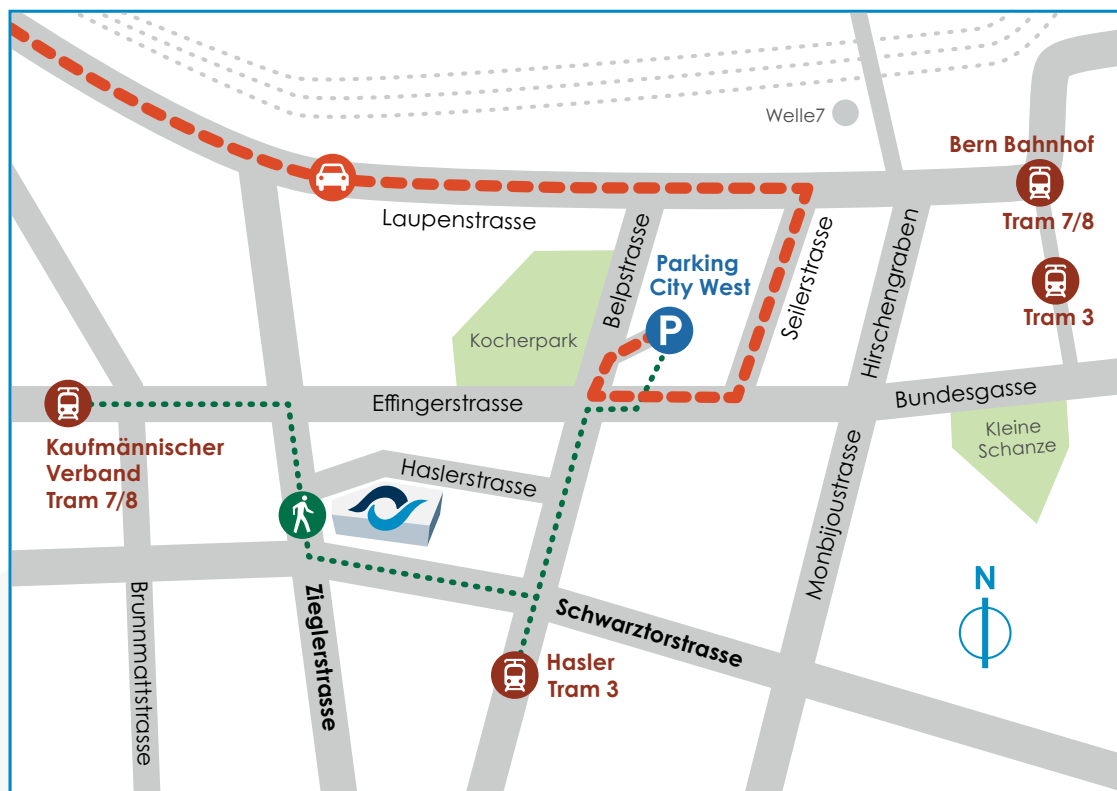 Welle7
Bern Bahnhof
Tram 7/8
Tram 3
Laupenstrasse
Belpstrasse
Parking
City West
P
Seilerstrasse
Hirschengraben
Kocherpark
Effingerstrasse
Bundesgasse
Kleine
Schanze
Kaufmännischer
Verband
Tram 7/8
Haslerstrasse
Monbijoustrasse
Brunnmattstrasse
Zieglerstrasse
Schwarztorstrasse
Hasler
Tram 3
N